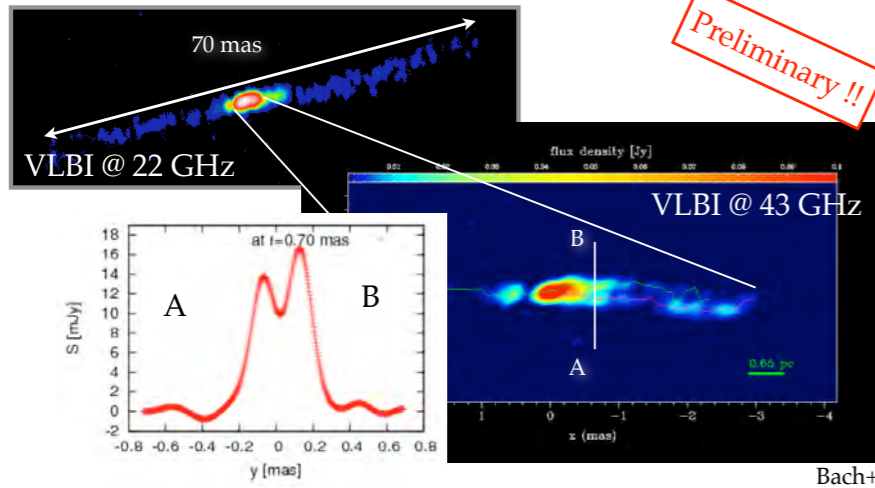 70 mas
Preliminary !!
VLBI @ 22 GHz
flux density [Jy]
VLBI @ 43 GHz
at r=0.70 mas
A
B
B
A
S [mJy]
18
16
14
12
10
8
6
4
2
0
-2
-0.8 -0.6 -0.4 -0.2 0 0.2 0.4 0.6 0.8
y [mas]
0.65 pc
1 0 -1 -2 -3 -4
x (mas)
Bach+